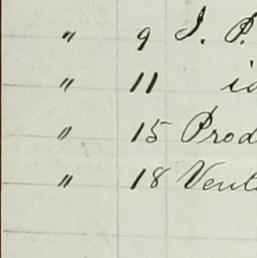 " 9 J. P.
" 11 id
" 15 Prod
" 18 Vent